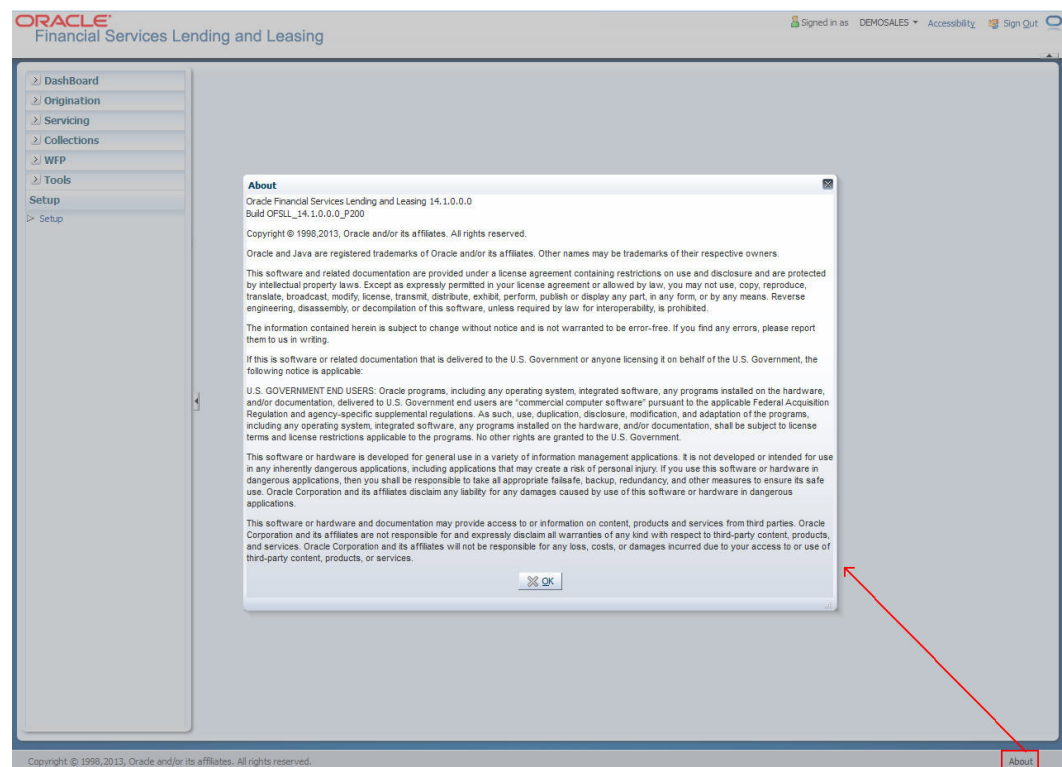 ORACLE
Financial Services Lending and Leasing
Signed in as DEMOSALES Accessibility Sign Out
DashBoard
Origination
Servicing
Collections
WFP
Tools
Setup
Setup
About
Oracle Financial Services Lending and Leasing 14.1.0.0.0
Build OFSLL_14.1.0.0.0_P200
Copyright © 1998,2013, Oracle and/or its affiliates. All rights reserved.
Oracle and Java are registered trademarks of Oracle and/or its affiliates. Other names may be trademarks of their respective owners.
This software and related documentation are provided under a license agreement containing restrictions on use and disclosure and are protected
by intellectual property laws. Except as expressly permitted in your license agreement or allowed by law, you may not use, copy, reproduce,
translate, broadcast, modify, license, transmit, distribute, exhibit, perform, publish or display any part, in any form, or by any means. Reverse
engineering, disassembly, or decompilation of this software, unless required by law for interoperability, is prohibited.
The information contained herein is subject to change without notice and is not warranted to be error-free. If you find any errors, please report
them to us in writing.
If this is software or related documentation that is delivered to the U.S. Government or anyone licensing it on behalf of the U.S. Government, the
following notice is applicable:
U.S. GOVERNMENT END USERS: Oracle programs, including any operating system, integrated software, any programs installed on the hardware,
and/or documentation, delivered to U.S. Government end users are "commercial computer software" pursuant to the applicable Federal Acquisition
Regulation and agency-specific supplemental regulations. As such, use, duplication, disclosure, modification, and adaptation of the programs,
including any operating system, integrated software, any programs installed on the hardware, and/or documentation, shall be subject to license
terms and license restrictions applicable to the programs. No other rights are granted to the U.S. Government.
This software or hardware is developed for general use in a variety of information management applications. It is not developed or intended for use
in any inherently dangerous applications, including applications that may create a risk of personal injury. If you use this software or hardware in
dangerous applications, then you shall be responsible to take all appropriate failsafe, backup, redundancy, and other measures to ensure its safe
use. Oracle Corporation and its affiliates disclaim any liability for any damages caused by use of this software or hardware in dangerous
applications.
This software or hardware and documentation may provide access to or information on content, products and services from third parties. Oracle
Corporation and its affiliates are not responsible for and expressly disclaim all warranties of any kind with respect to third-party content, products,
and services. Oracle Corporation and its affiliates will not be responsible for any loss, costs, or damages incurred due to your access to or use of
third-party content, products, or services.
OK
Copyright © 1998,2013, Oracle and/or its affiliates. All rights reserved.
About